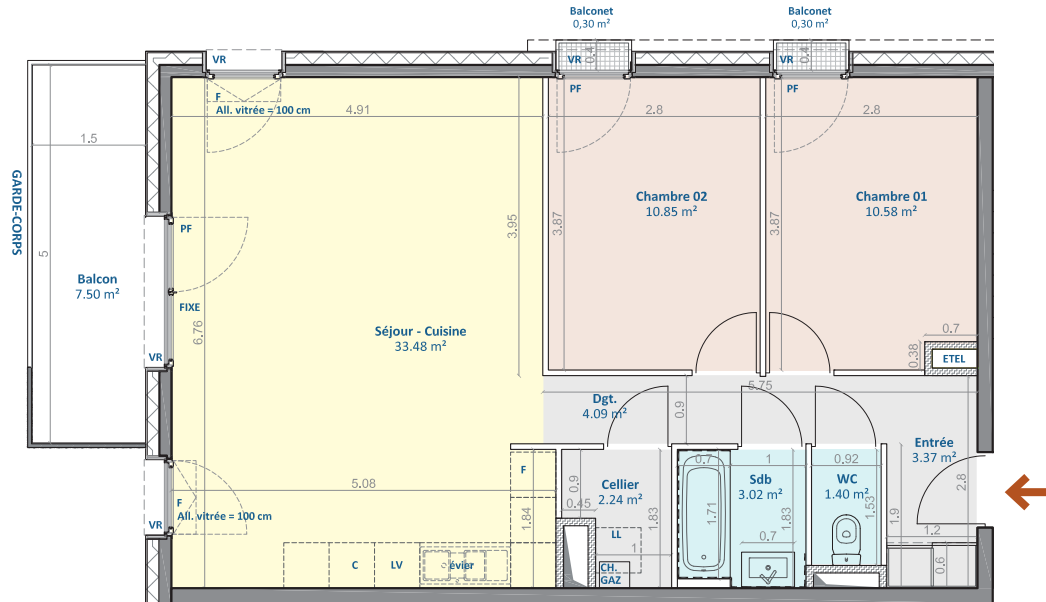 Balconet
0,30 m²
Balconet
0,30 m²
VR
VR
0.4
VR
0.4
F
All. vitrée = 100 cm
PF
PF
4.91
2.8
2.8
1.5
GARDE-CORPS
5
Balcon
7.50 m²
PF
FIXE
VR
6.76
3.95
3.87
3.87
Chambre 02
10.85 m²
Chambre 01
10.58 m²
Séjour - Cuisine
33.48 m²
0.7
0.38
ETEL
5.75
Dgt.
4.09 m²
0.9
Entrée
3.37 m²
2.8
5.08
F
All. vitrée = 100 cm
VR
F
1.84
0.9
0.45
Cellier
2.24 m²
1.83
LL
1
CH.
GAZ
0.7
1
1.71
Sdb
3.02 m²
1.83
0.7
0.92
WC
1.40 m²
1.53
1.9
1.2
0.6
C
LV
évier